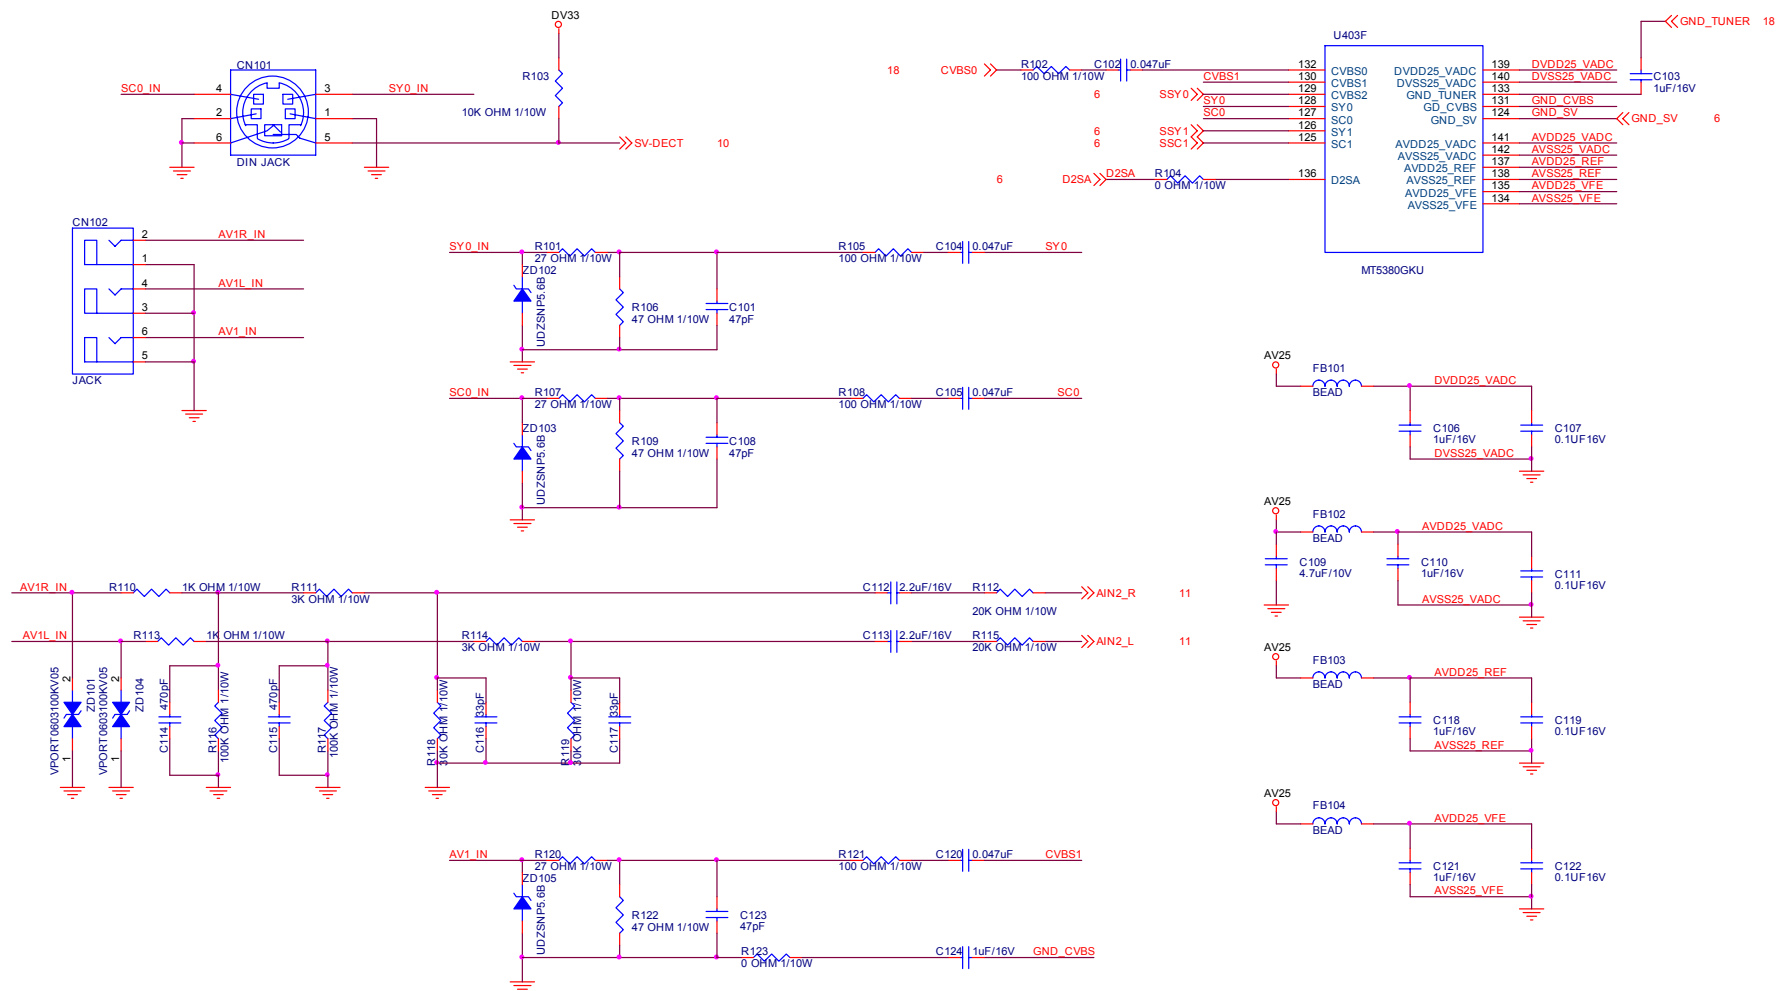 DV33
GND_TUNER 18
U403F
CN101
SC0_IN 4
3 SY0_IN
2
1
6
5
DIN JACK
R103
10K OHM 1/10W
SV-DECT 10
18 CVBS0
R102
100 OHM 1/10W
C102 0.047uF
CVBS1
6 SSY0
SY0
SC0
6 SSY1
6 SSC1
6 D2SA D2SA
R104
0 OHM 1/10W
132 CVBS0
130 CVBS1
129 CVBS2
128 SY0
127 SC0
126 SY1
125 SC1
136 D2SA
DVDD25_VADC 139 DVDD25_VADC
DVSS25_VADC 140 DVSS25_VADC
GND_TUNER 133
GD_CVBS 131 GND_CVBS
GND_SV 124 GND_SV
AVDD25_VADC 141 AVDD25_VADC
AVSS25_VADC 142 AVSS25_VADC
AVDD25_REF 137 AVDD25_REF
AVSS25_REF 138 AVSS25_REF
AVDD25_VFE 135 AVDD25_VFE
AVSS25_VFE 134 AVSS25_VFE
MT5380GKU
C103
1uF/16V
GND_SV 6
CN102
2 AV1R_IN
1
4 AV1L_IN
3
6 AV1_IN
5
JACK
SY0_IN
R101
27 OHM 1/10W
ZD102
UDZSNP5.6B
R106
47 OHM 1/10W
C101
47pF
R105
100 OHM 1/10W
C104 0.047uF
SY0
SC0_IN
R107
27 OHM 1/10W
ZD103
UDZSNP5.6B
R109
47 OHM 1/10W
C108
47pF
R108
100 OHM 1/10W
C105 0.047uF
SC0
AV25
FB101
BEAD
DVDD25_VADC
C106
1uF/16V
C107
0.1UF16V
DVSS25_VADC
AV25
FB102
BEAD
AVDD25_VADC
C109
4.7uF/10V
C110
1uF/16V
C111
0.1UF16V
AVSS25_VADC
AV25
FB103
BEAD
AVDD25_REF
C118
1uF/16V
C119
0.1UF16V
AVSS25_REF
AV25
FB104
BEAD
AVDD25_VFE
C121
1uF/16V
C122
0.1UF16V
AVSS25_VFE
AV1R_IN
R110 1K OHM 1/10W
R111
3K OHM 1/10W
C112 2.2uF/16V
R112
20K OHM 1/10W
AIN2_R 11
AV1L_IN
R113 1K OHM 1/10W
R114
3K OHM 1/10W
C113 2.2uF/16V
R115
20K OHM 1/10W
AIN2_L 11
VPORT0603100KV05
1 2
ZD101
VPORT0603100KV05
1 2
ZD104
C114 470pF
R116
100K OHM 1/10W
C115 470pF
R117
100K OHM 1/10W
R118
30K OHM 1/10W
C116 33pF
R119
30K OHM 1/10W
C117 33pF
AV1_IN
R120
27 OHM 1/10W
ZD105
UDZSNP5.6B
R122
47 OHM 1/10W
C123
47pF
R121
100 OHM 1/10W
C120 0.047uF
CVBS1
R123
0 OHM 1/10W
C124 1uF/16V
GND_CVBS